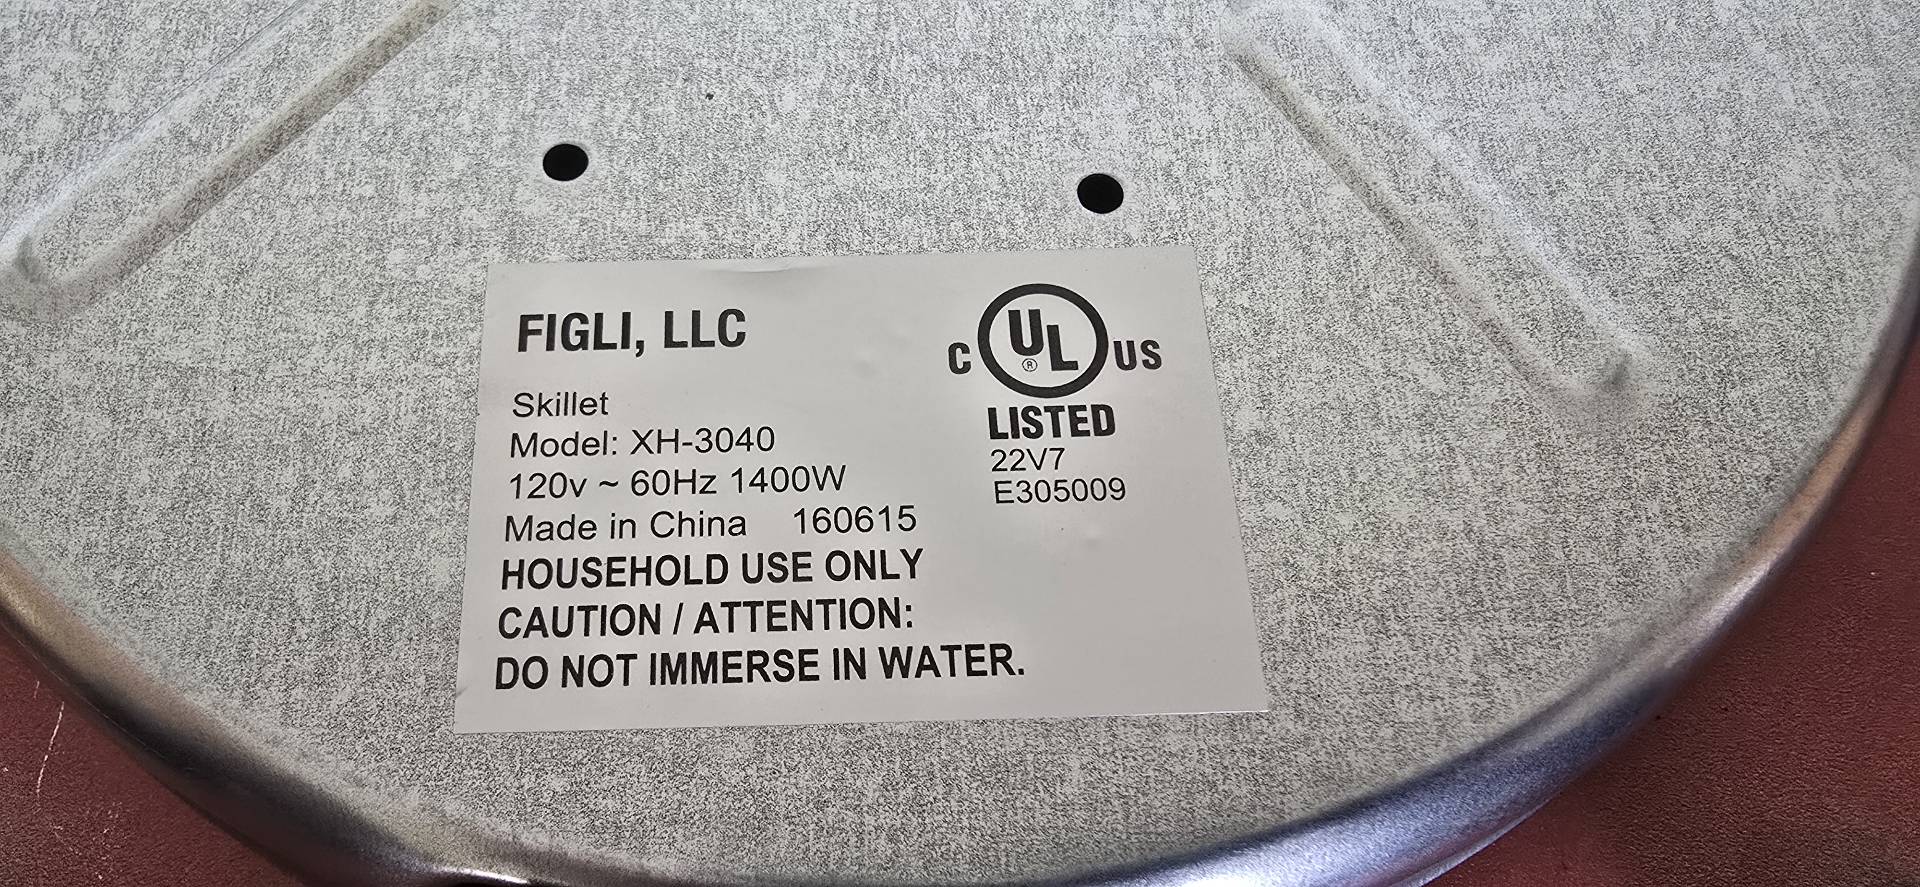 FIGLI, LLC
Skillet
Model: XH-3040
120v ~ 60Hz 1400W
Made in China 160615
HOUSEHOLD USE ONLY
CAUTION / ATTENTION:
DO NOT IMMERSE IN WATER.
C UL® US
LISTED
22V7
E305009